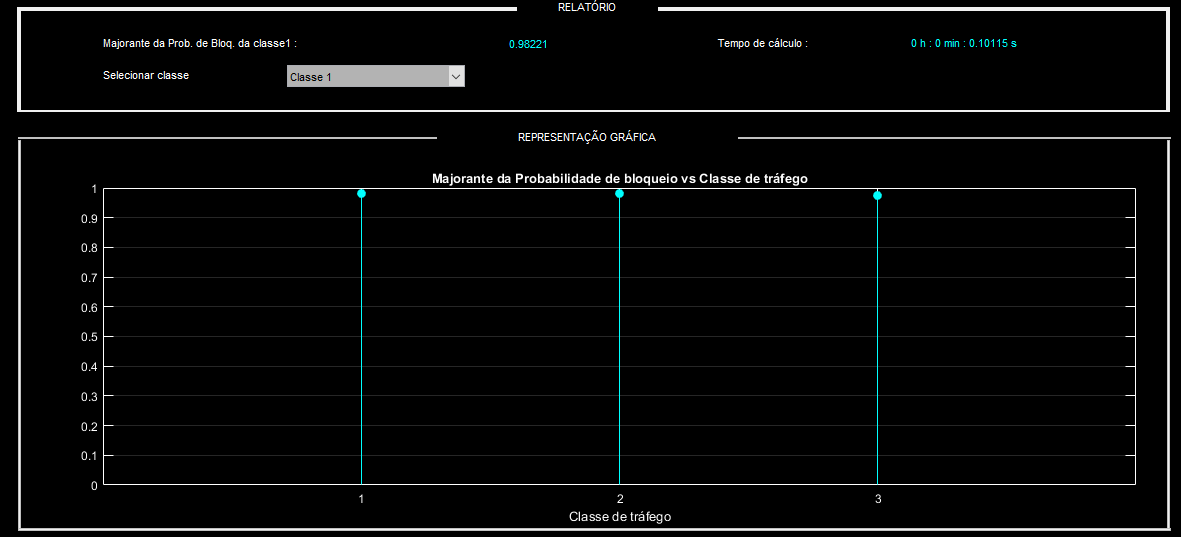 RELATÓRIO
Majorante da Prob. de Bloq. da classe1 : 0.98221 Tempo de cálculo : 0 h : 0 min : 0.10115 s
Selecionar classe Classe 1
REPRESENTAÇÃO GRÁFICA
Majorante da Probabilidade de bloqueio vs Classe de tráfego
1
0.9
0.8
0.7
0.6
0.5
0.4
0.3
0.2
0.1
0
1 2 3
Classe de tráfego